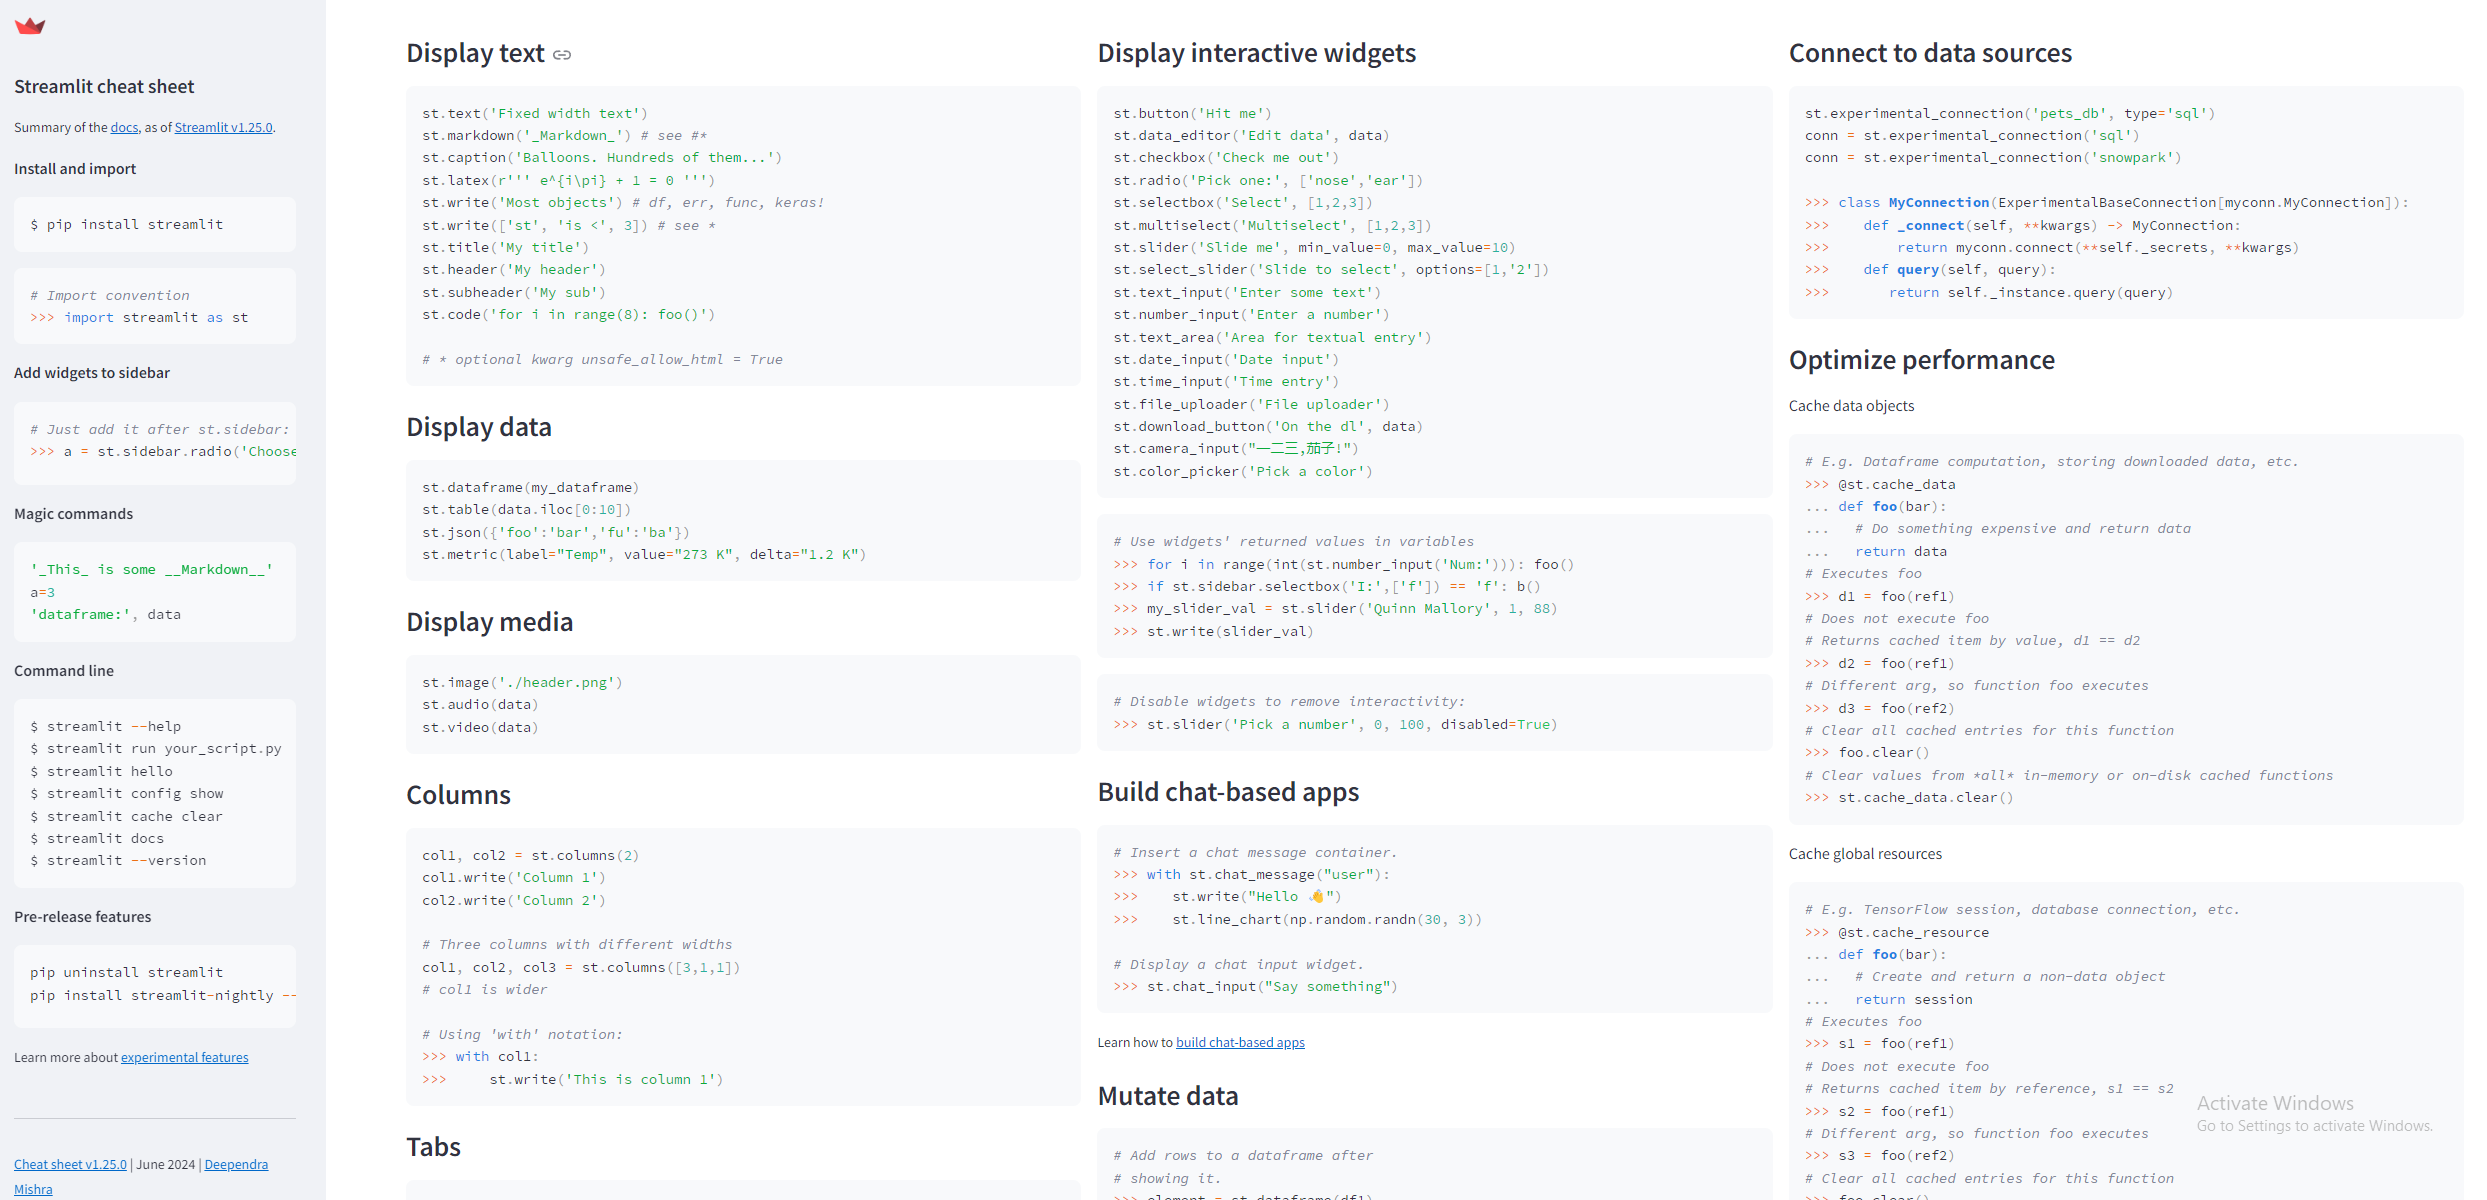 Streamlit cheat sheet
Summary of the docs, as of Streamlit v1.25.0.
Install and import
$ pip install streamlit
# Import convention
>>> import streamlit as st
Add widgets to sidebar
# Just add it after st.sidebar:
>>> a = st.sidebar.radio('Choose
Magic commands
'_This_ is some __Markdown__'
a=3
'dataframe:', data
Command line
$ streamlit --help
$ streamlit run your_script.py
$ streamlit hello
$ streamlit config show
$ streamlit cache clear
$ streamlit docs
$ streamlit --version
Pre-release features
pip uninstall streamlit
pip install streamlit-nightly --
Learn more about experimental features
Cheat sheet v1.25.0 | June 2024 | Deependra
Mishra
Display text
st.text('Fixed width text')
st.markdown('_Markdown_') # see #*
st.caption('Balloons. Hundreds of them...')
st.latex(r''' e^{i\pi} + 1 = 0 ''')
st.write('Most objects') # df, err, func, keras!
st.write(['st', 'is <', 3]) # see *
st.title('My title')
st.header('My header')
st.subheader('My sub')
st.code('for i in range(8): foo()')
# * optional kwarg unsafe_allow_html = True
Display data
st.dataframe(my_dataframe)
st.table(data.iloc[0:10])
st.json({'foo':'bar','fu':'ba'})
st.metric(label="Temp", value="273 K", delta="1.2 K")
Display media
st.image('./header.png')
st.audio(data)
st.video(data)
Columns
col1, col2 = st.columns(2)
col1.write('Column 1')
col2.write('Column 2')
# Three columns with different widths
col1, col2, col3 = st.columns([3,1,1])
# col1 is wider
# Using 'with' notation:
>>> with col1:
>>>     st.write('This is column 1')
Tabs
Display interactive widgets
st.button('Hit me')
st.data_editor('Edit data', data)
st.checkbox('Check me out')
st.radio('Pick one:', ['nose','ear'])
st.selectbox('Select', [1,2,3])
st.multiselect('Multiselect', [1,2,3])
st.slider('Slide me', min_value=0, max_value=10)
st.select_slider('Slide to select', options=[1,'2'])
st.text_input('Enter some text')
st.number_input('Enter a number')
st.text_area('Area for textual entry')
st.date_input('Date input')
st.time_input('Time entry')
st.file_uploader('File uploader')
st.download_button('On the dl', data)
st.camera_input("一二三,茄子!")
st.color_picker('Pick a color')
# Use widgets' returned values in variables
>>> for i in range(int(st.number_input('Num:'))): foo()
>>> if st.sidebar.selectbox('I:',['f']) == 'f': b()
>>> my_slider_val = st.slider('Quinn Mallory', 1, 88)
>>> st.write(slider_val)
# Disable widgets to remove interactivity:
>>> st.slider('Pick a number', 0, 100, disabled=True)
Build chat-based apps
# Insert a chat message container.
>>> with st.chat_message("user"):
>>>    st.write("Hello 👋")
>>>    st.line_chart(np.random.randn(30, 3))
# Display a chat input widget.
>>> st.chat_input("Say something")
Learn how to build chat-based apps
Mutate data
# Add rows to a dataframe after
# showing it.
>>> element = st.dataframe(df1)
Connect to data sources
st.experimental_connection('pets_db', type='sql')
conn = st.experimental_connection('sql')
conn = st.experimental_connection('snowpark')
>>> class MyConnection(ExperimentalBaseConnection[myconn.MyConnection]):
>>>    def _connect(self, **kwargs) -> MyConnection:
>>>        return myconn.connect(**self._secrets, **kwargs)
>>>    def query(self, query):
>>>       return self._instance.query(query)
Optimize performance
Cache data objects
# E.g. Dataframe computation, storing downloaded data, etc.
>>> @st.cache_data
... def foo(bar):
...   # Do something expensive and return data
...   return data
# Executes foo
>>> d1 = foo(ref1)
# Does not execute foo
# Returns cached item by value, d1 == d2
>>> d2 = foo(ref1)
# Different arg, so function foo executes
>>> d3 = foo(ref2)
# Clear all cached entries for this function
>>> foo.clear()
# Clear values from *all* in-memory or on-disk cached functions
>>> st.cache_data.clear()
Cache global resources
# E.g. TensorFlow session, database connection, etc.
>>> @st.cache_resource
... def foo(bar):
...   # Create and return a non-data object
...   return session
# Executes foo
>>> s1 = foo(ref1)
# Does not execute foo
# Returns cached item by reference, s1 == s2
>>> s2 = foo(ref1)
# Different arg, so function foo executes
>>> s3 = foo(ref2)
# Clear all cached entries for this function
>>> foo.clear()
Activate Windows
Go to Settings to activate Windows.